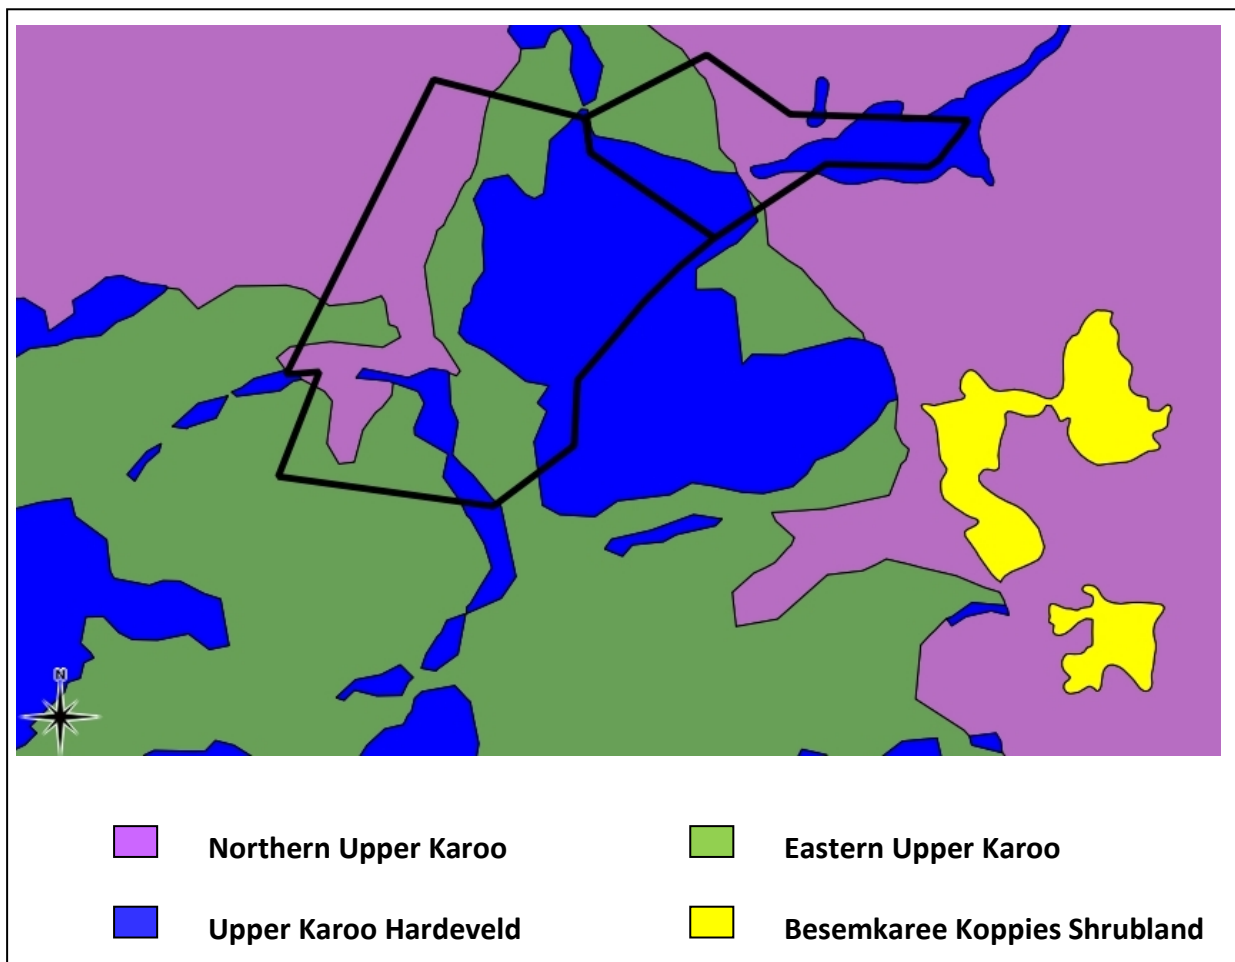 N
Northern Upper Karoo
Eastern Upper Karoo
Upper Karoo Hardeveld
Besemkaree Koppies Shrubland